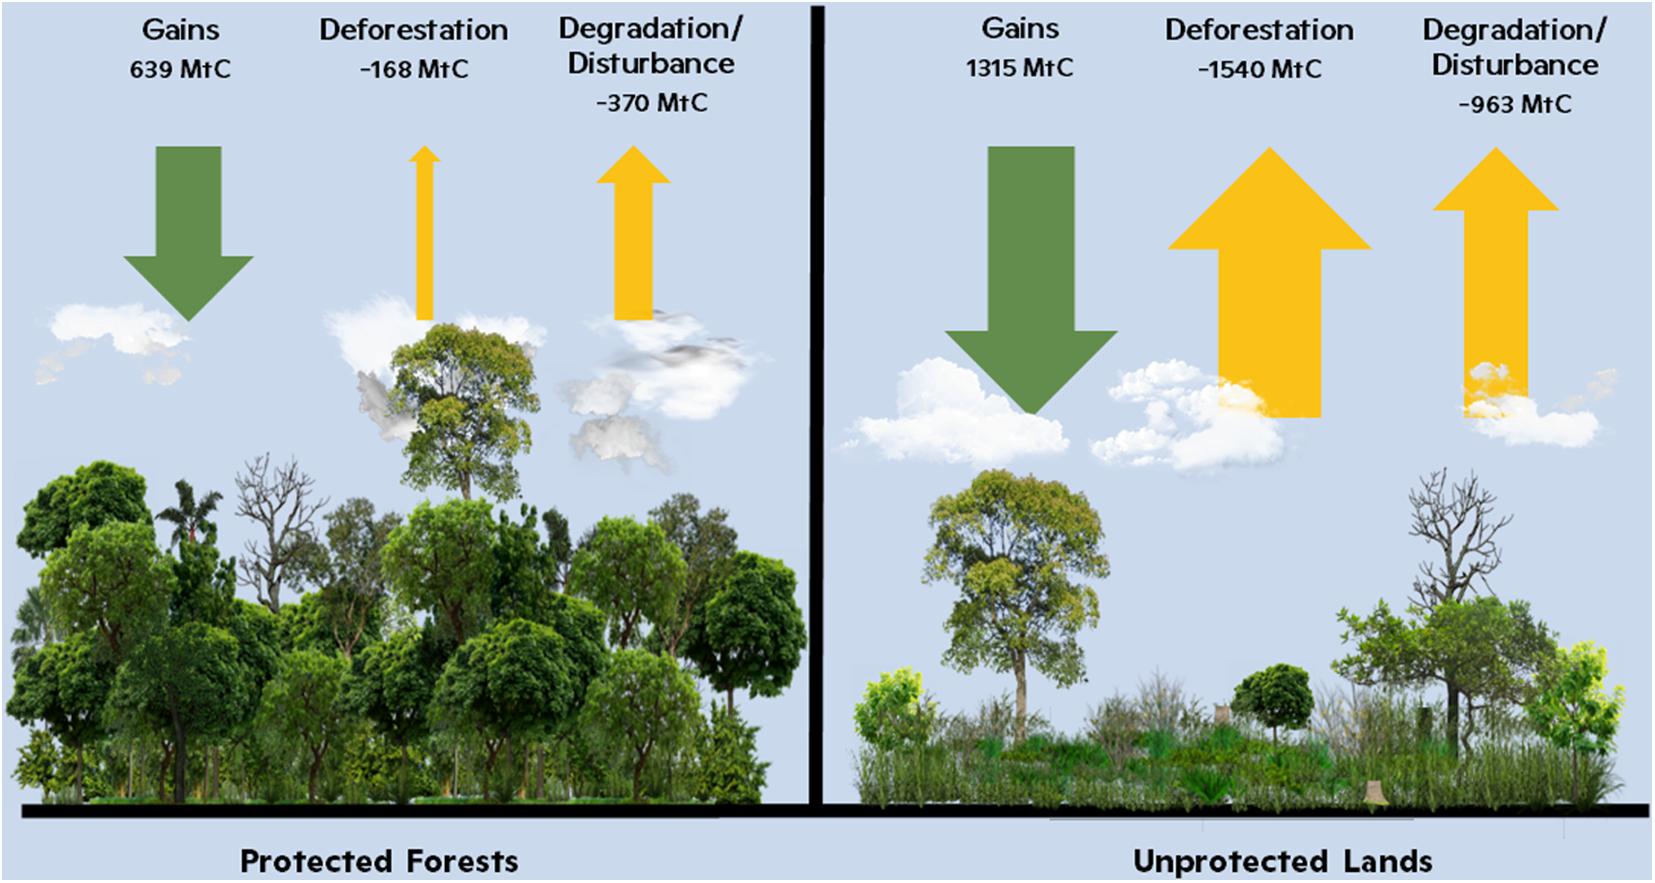 Gains
639 MtC
Deforestation
-168 MtC
Degradation/
Disturbance
-370 MtC
Gains
1315 MtC
Deforestation
-1540 MtC
Degradation/
Disturbance
-963 MtC
Protected Forests
Unprotected Lands